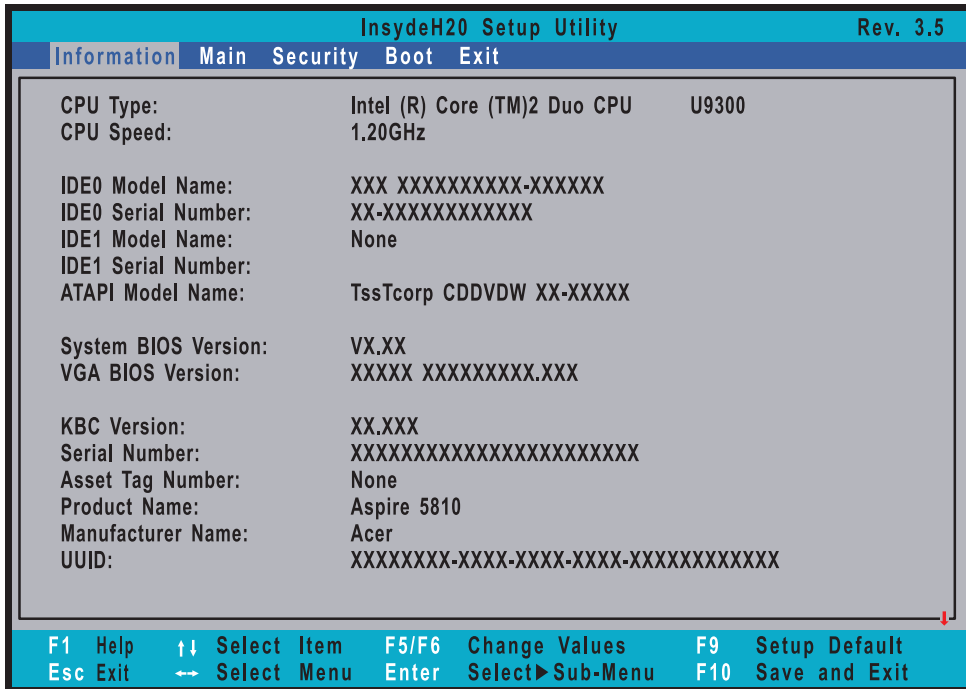 InsydeH20 Setup Utility Rev. 3.5
Information Main Security Boot Exit
CPU Type: Intel (R) Core (TM)2 Duo CPU U9300
CPU Speed: 1.20GHz
IDE0 Model Name: XXX XXXXXXXXXX-XXXXXX
IDE0 Serial Number: XX-XXXXXXXXXXXX
IDE1 Model Name: None
IDE1 Serial Number:
ATAPI Model Name: TssTcorp CDDVDW XX-XXXXX
System BIOS Version: VX.XX
VGA BIOS Version: XXXXX XXXXXXXXX.XXX
KBC Version: XX.XXX
Serial Number: XXXXXXXXXXXXXXXXXXXXXXX
Asset Tag Number: None
Product Name: Aspire 5810
Manufacturer Name: Acer
UUID: XXXXXXXX-XXXX-XXXX-XXXX-XXXXXXXXXXXX
F1 Help ↑↓ Select Item F5/F6 Change Values F9 Setup Default
Esc Exit ↔ Select Menu Enter Select▶Sub-Menu F10 Save and Exit